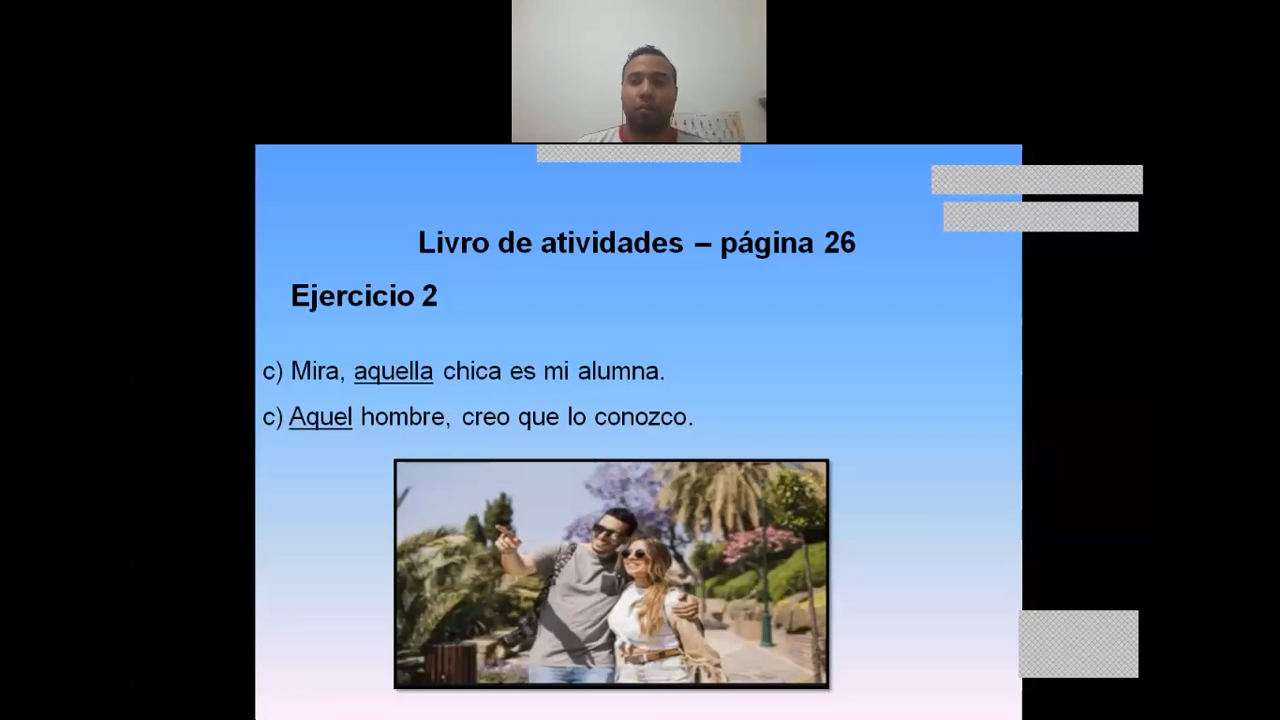 Livro de atividades – página 26
Ejercicio 2
c) Mira, aquella chica es mi alumna.
c) Aquel hombre, creo que lo conozco.